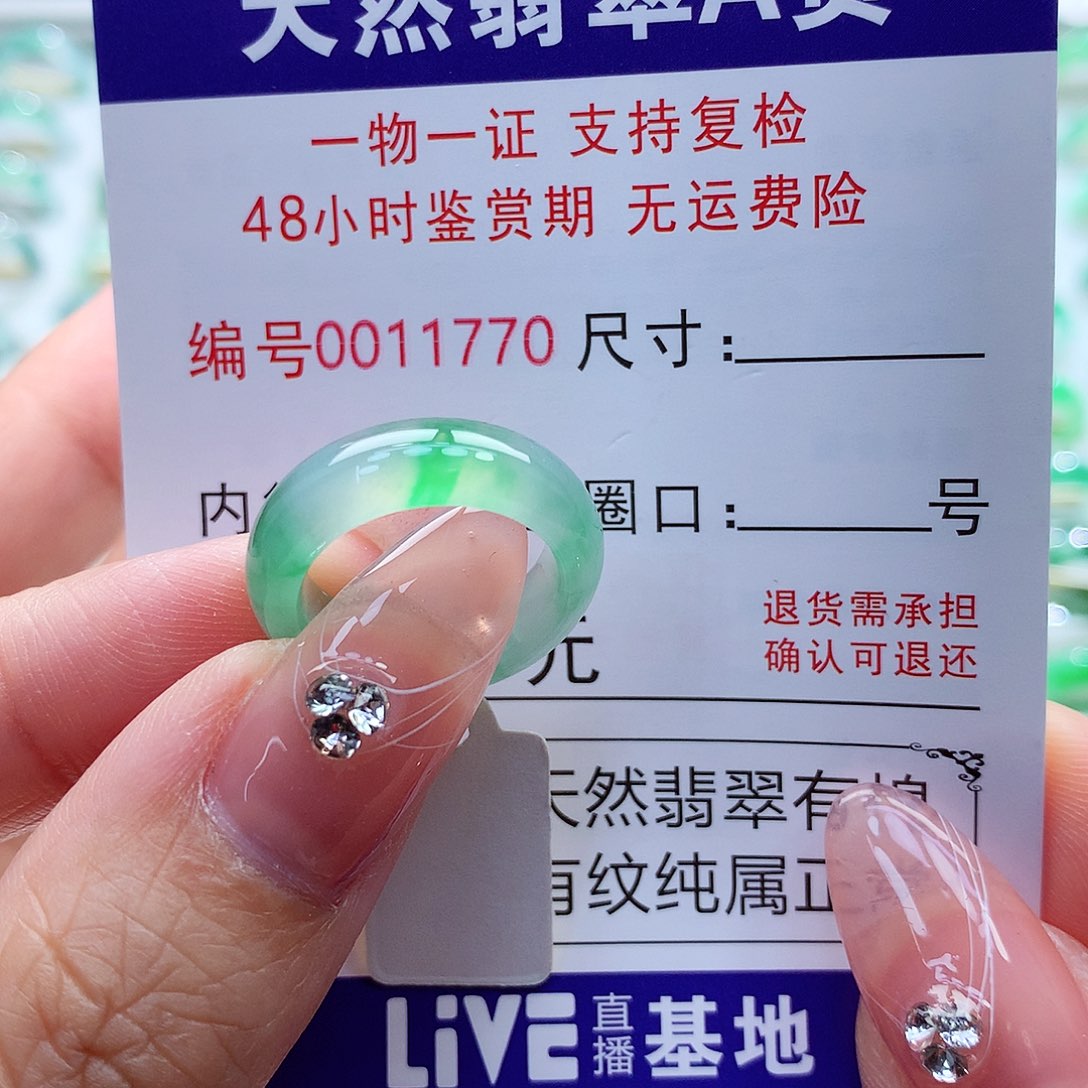 天然翡翠A货
一物一证 支持复检
48小时鉴赏期 无运费险
编号0011770 尺寸:
内 圈口: 号
元
退货需承担
确认可退还
天然翡翠有棉
有纹纯属正
LiVE 直播 基地